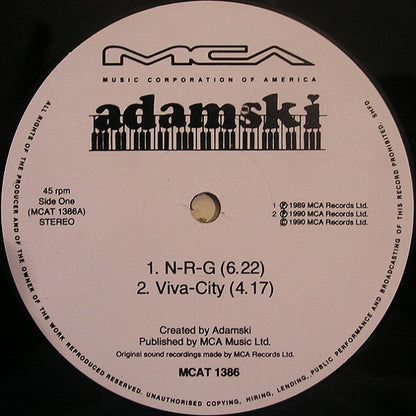 MCA
MUSIC CORPORATION OF AMERICA
adamski
45 rpm
Side One
(MCAT 1386A)
STEREO
1 Ⓟ 1989 MCA Records Ltd.
2 Ⓟ 1990 MCA Records Ltd.
© 1990 MCA Records Ltd.
1. N-R-G (6.22)
2. Viva-City (4.17)
Created by Adamski
Published by MCA Music Ltd.
Original sound recordings made by MCA Records Ltd.
MCAT 1386
ALL RIGHTS OF THE PRODUCER AND OF THE OWNER OF THE WORK REPRODUCED RESERVED. UNAUTHORISED COPYING, HIRING, LENDING, PUBLIC PERFORMANCE AND BROADCASTING OF THIS RECORD PROHIBITED. SHFD